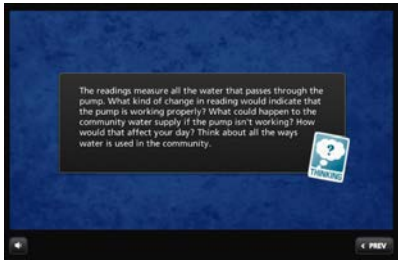 The readings measure all the water that passes through the
pump. What kind of change in reading would indicate that
the pump is working properly? What could happen to the
community water supply if the pump isn't working? How
would that affect your day? Think about all the ways
water is used in the community.
?
THINKING
PREV